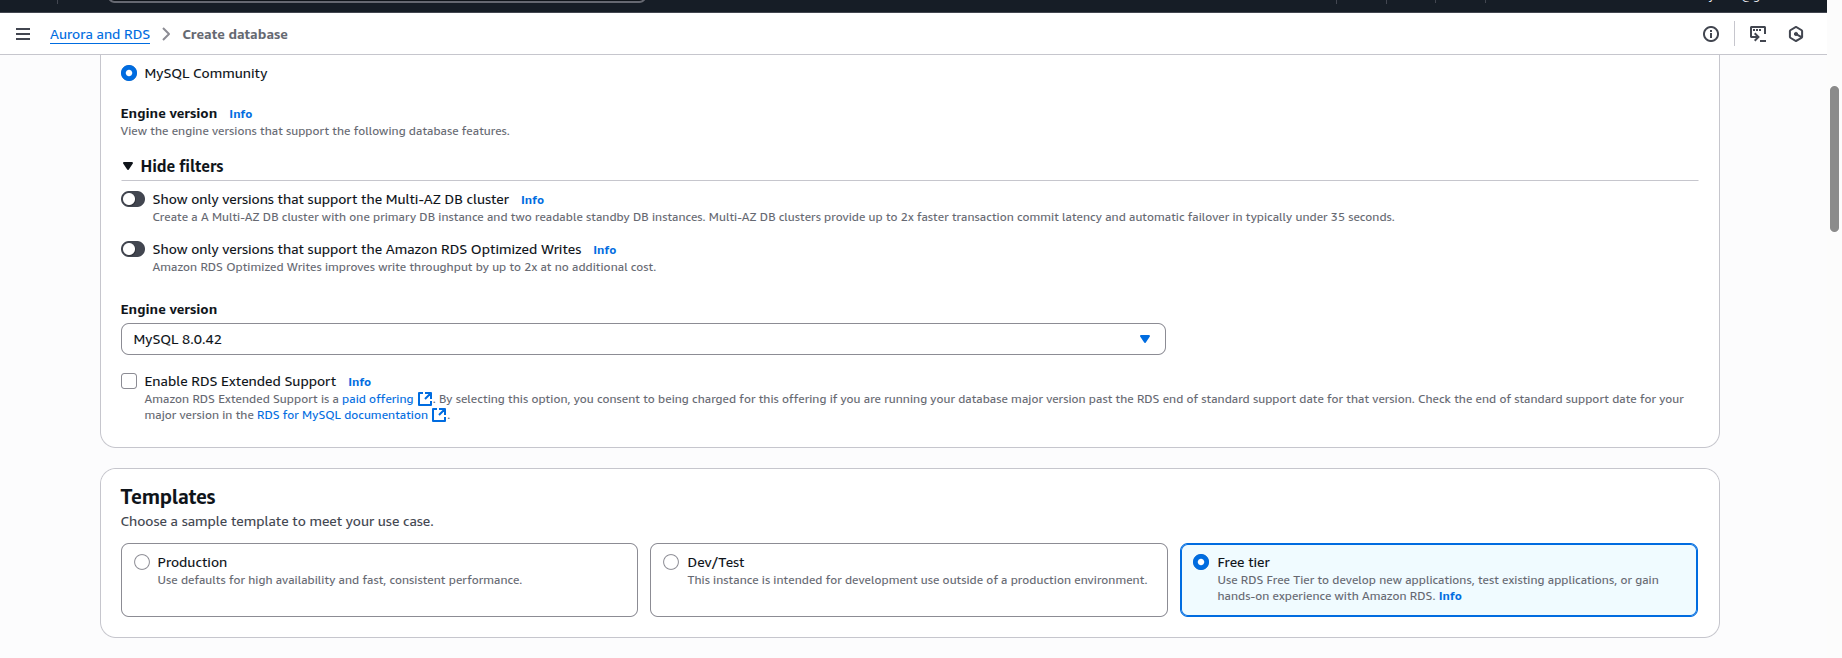 Aurora and RDS > Create database
MySQL Community
Engine version Info
View the engine versions that support the following database features.
Hide filters
Show only versions that support the Multi-AZ DB cluster Info
Create a A Multi-AZ DB cluster with one primary DB instance and two readable standby DB instances. Multi-AZ DB clusters provide up to 2x faster transaction commit latency and automatic failover in typically under 35 seconds.
Show only versions that support the Amazon RDS Optimized Writes Info
Amazon RDS Optimized Writes improves write throughput by up to 2x at no additional cost.
Engine version
MySQL 8.0.42
Enable RDS Extended Support Info
Amazon RDS Extended Support is a paid offering. By selecting this option, you consent to being charged for this offering if you are running your database major version past the RDS end of standard support date for that version. Check the end of standard support date for your
major version in the RDS for MySQL documentation.
Templates
Choose a sample template to meet your use case.
Production
Use defaults for high availability and fast, consistent performance.
Dev/Test
This instance is intended for development use outside of a production environment.
Free tier
Use RDS Free Tier to develop new applications, test existing applications, or gain
hands-on experience with Amazon RDS. Info